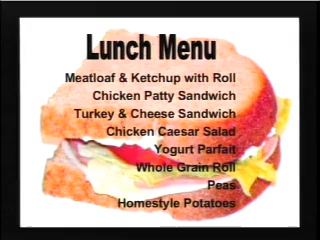 Lunch Menu
Meatloaf & Ketchup with Roll
Chicken Patty Sandwich
Turkey & Cheese Sandwich
Chicken Caesar Salad
Yogurt Parfait
Whole Grain Roll
Peas
Homestyle Potatoes